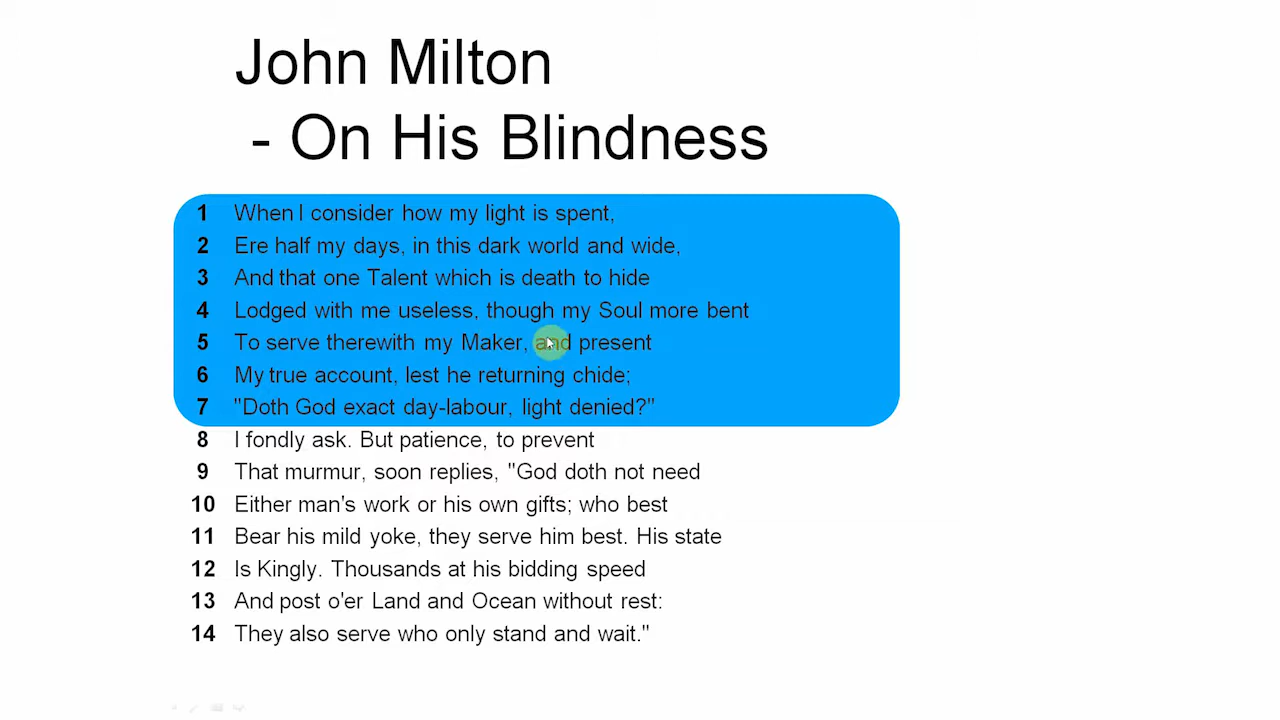 John Milton
- On His Blindness
1 When I consider how my light is spent,
2 Ere half my days, in this dark world and wide,
3 And that one Talent which is death to hide
4 Lodged with me useless, though my Soul more bent
5 To serve therewith my Maker, and present
6 My true account, lest he returning chide;
7 "Doth God exact day-labour, light denied?"
8 I fondly ask. But patience, to prevent
9 That murmur, soon replies, "God doth not need
10 Either man's work or his own gifts; who best
11 Bear his mild yoke, they serve him best. His state
12 Is Kingly. Thousands at his bidding speed
13 And post o'er Land and Ocean without rest:
14 They also serve who only stand and wait."